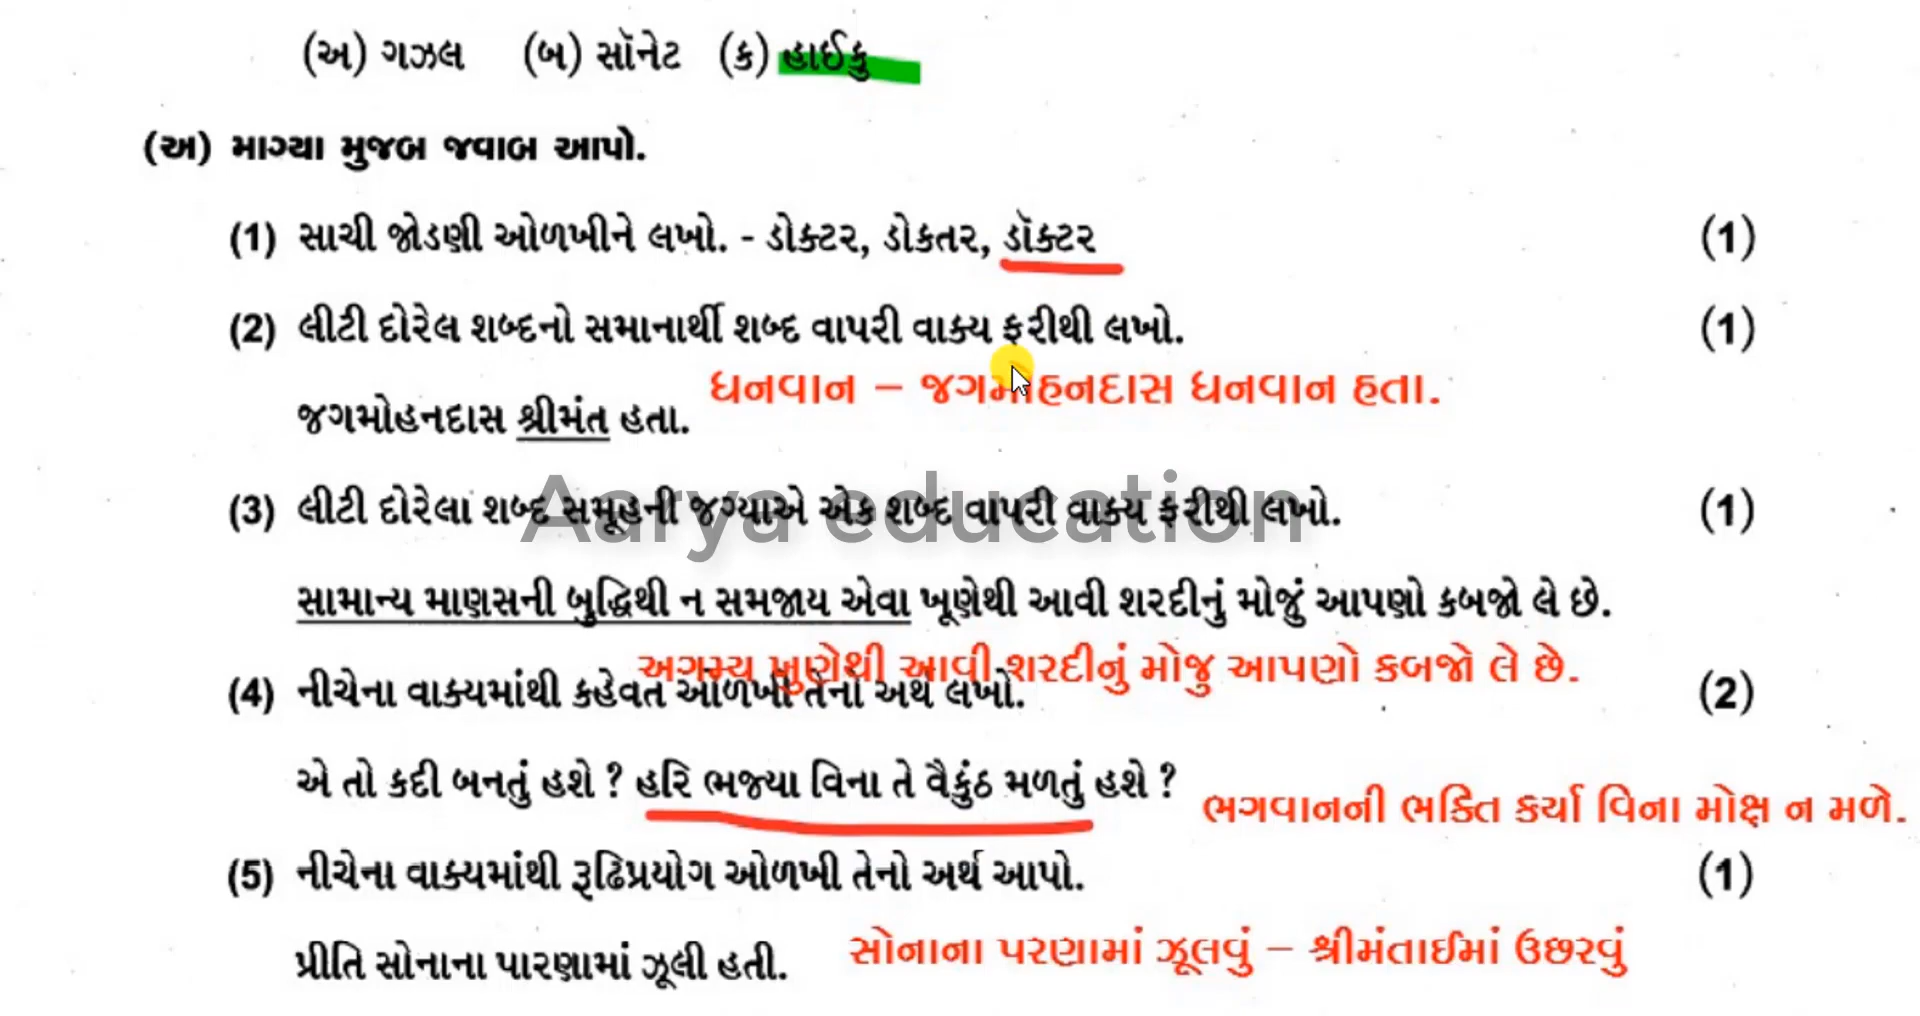 (અ) ગઝલ (બ) સૉનેટ (ક) હાઈકુ
(અ) માગ્યા મુજબ જવાબ આપો.
(1) સાચી જોડણી ઓળખીને લખો. - ડોક્ટર, ડોકતર, ડૉક્ટર (1)
(2) લીટી દોરેલ શબ્દનો સમાનાર્થી શબ્દ વાપરી વાક્ય ફરીથી લખો. (1)
ધનવાન – જગમોહનદાસ ધનવાન હતા.
જગમોહનદાસ શ્રીમંત હતા.
Aarya education
(3) લીટી દોરેલા શબ્દ સમૂહની જગ્યાએ એક શબ્દ વાપરી વાક્ય ફરીથી લખો. (1)
સામાન્ય માણસની બુદ્ધિથી ન સમજાય એવા ખૂણેથી આવી શરદીનું મોજું આપણો કબજો લે છે.
અગમ્ય ખુણેથી આવી શરદીનું મોજુ આપણો કબજો લે છે.
(4) નીચેના વાક્યમાંથી કહેવત ઓળખી તેનો અર્થ લખો. (2)
એ તો કદી બનતું હશે ? હરિ ભજ્યા વિના તે વૈકુંઠ મળતું હશે ?
ભગવાનની ભક્તિ કર્યા વિના મોક્ષ ન મળે.
(5) નીચેના વાક્યમાંથી રૂઢિપ્રયોગ ઓળખી તેનો અર્થ આપો. (1)
પ્રીતિ સોનાના પારણામાં ઝૂલી હતી.
સોનાના પરણામાં ઝૂલવું – શ્રીમંતાઈમાં ઉછરવું